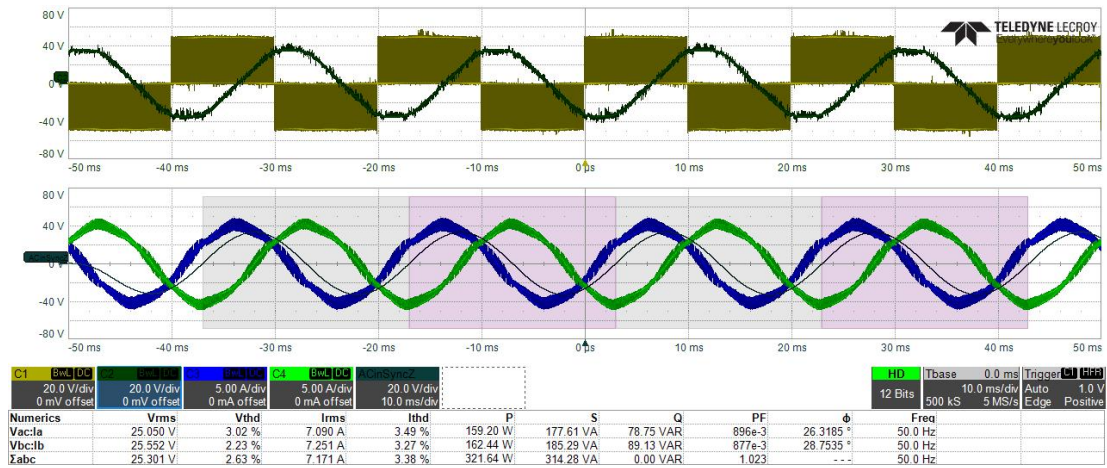 80 V
TELEDYNE LECROY
Everywhereyoulook
40 V
0 V
-40 V
-80 V
-50 ms -40 ms -30 ms -20 ms -10 ms 0 s 10 ms 20 ms 30 ms 40 ms 50 ms
80 V
40 V
0 V
ACinSyncZ
-40 V
-80 V
-50 ms -40 ms -30 ms -20 ms -10 ms 0 s 10 ms 20 ms 30 ms 40 ms 50 ms
C1 BwL DC C2 BwL DC BwL DC C4 BwL DC ACinSyncZ HD Tbase 0.0 ms Trigger C1 HFR
20.0 V/div 20.0 V/div 5.00 A/div 5.00 A/div 20.0 V/div 12 Bits 10.0 ms/div Auto 1.0 V
0 mV offset 0 mV offset 0 mA offset 0 mA offset 10.0 ms/div 500 kS 5 MS/s Edge Positive
Numerics Vrms Vthd Irms Ithd P S Q PF ϕ Freq
Vac:Ia 25.050 V 3.02 % 7.090 A 3.49 % 159.20 W 177.61 VA 78.75 VAR 896e-3 26.3185 ° 50.0 Hz
Vbc:Ib 25.552 V 2.23 % 7.251 A 3.27 % 162.44 W 185.29 VA 89.13 VAR 877e-3 28.7535 ° 50.0 Hz
Σabc 25.301 V 2.63 % 7.171 A 3.38 % 321.64 W 314.28 VA 0.00 VAR 1.023 --- 50.0 Hz